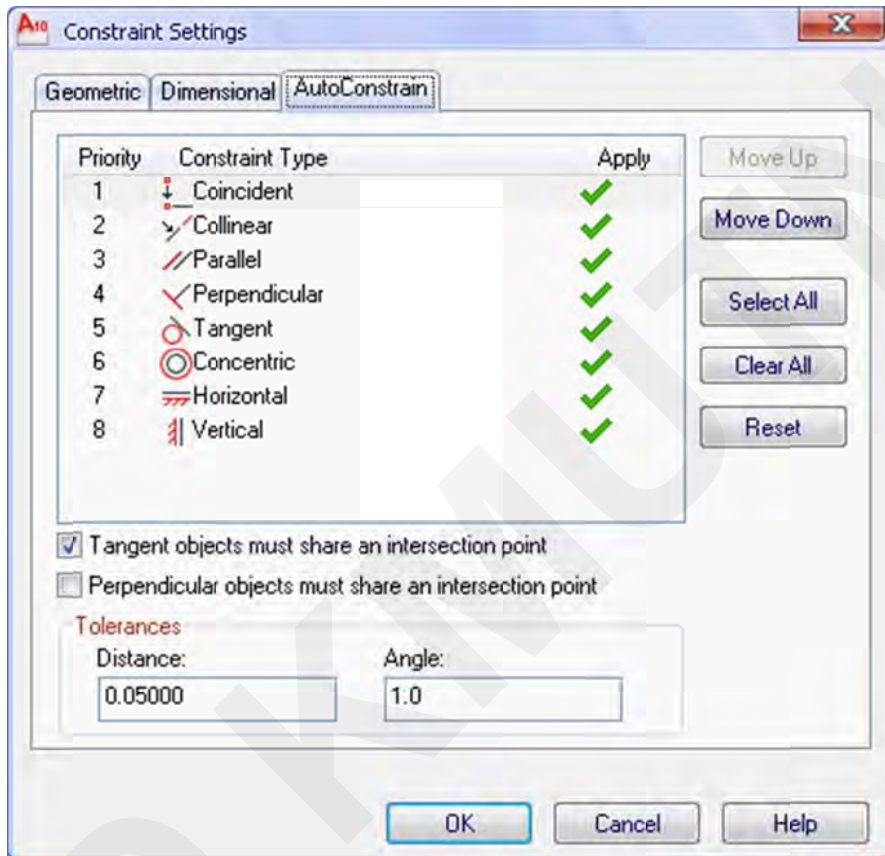 A10 Constraint Settings
Geometric Dimensional AutoConstrain
Priority Constraint Type Apply
1 Coincident
2 Collinear
3 Parallel
4 Perpendicular
5 Tangent
6 Concentric
7 Horizontal
8 Vertical
Move Up
Move Down
Select All
Clear All
Reset
Tangent objects must share an intersection point
Perpendicular objects must share an intersection point
Tolerances
Distance: Angle:
0.05000 1.0
OK Cancel Help
KMUTN